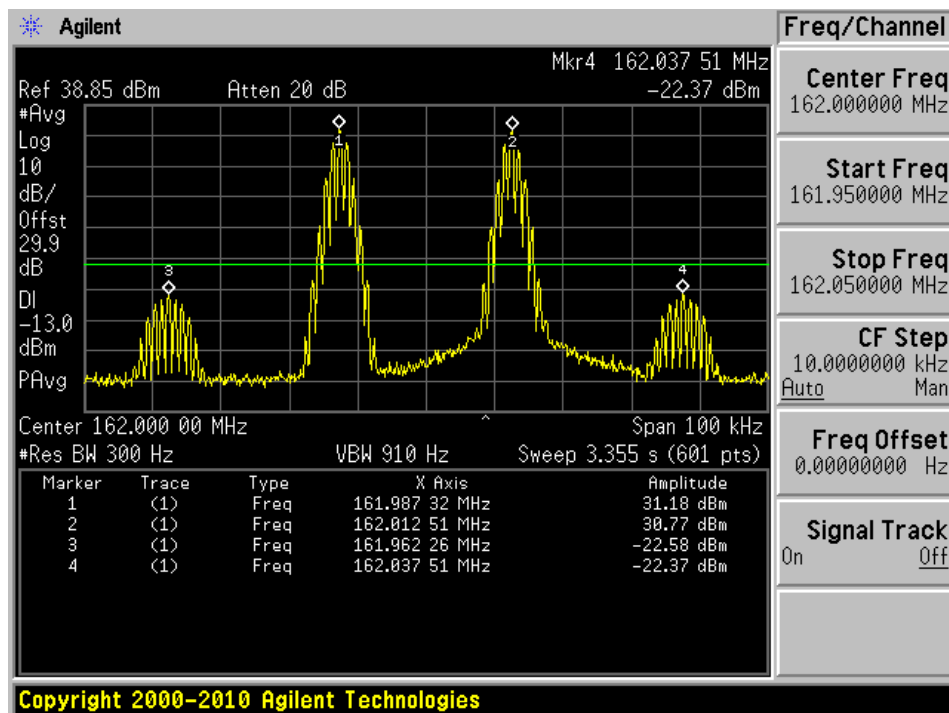 Agilent
Freq/Channel
Mkr4 162.037 51 MHz
Ref 38.85 dBm Atten 20 dB -22.37 dBm
#Avg
Log
10
dB/
Offst
29.9
dB
DI
-13.0
dBm
PAvg
1
2
3
4
Center 162.000 00 MHz Span 100 kHz
#Res BW 300 Hz VBW 910 Hz Sweep 3.355 s (601 pts)
Marker Trace Type X Axis Amplitude
1 (1) Freq 161.987 32 MHz 31.18 dBm
2 (1) Freq 162.012 51 MHz 30.77 dBm
3 (1) Freq 161.962 26 MHz -22.58 dBm
4 (1) Freq 162.037 51 MHz -22.37 dBm
Center Freq
162.000000 MHz
Start Freq
161.950000 MHz
Stop Freq
162.050000 MHz
CF Step
10.0000000 kHz
Auto Man
Freq Offset
0.00000000 Hz
Signal Track
On Off
Copyright 2000-2010 Agilent Technologies